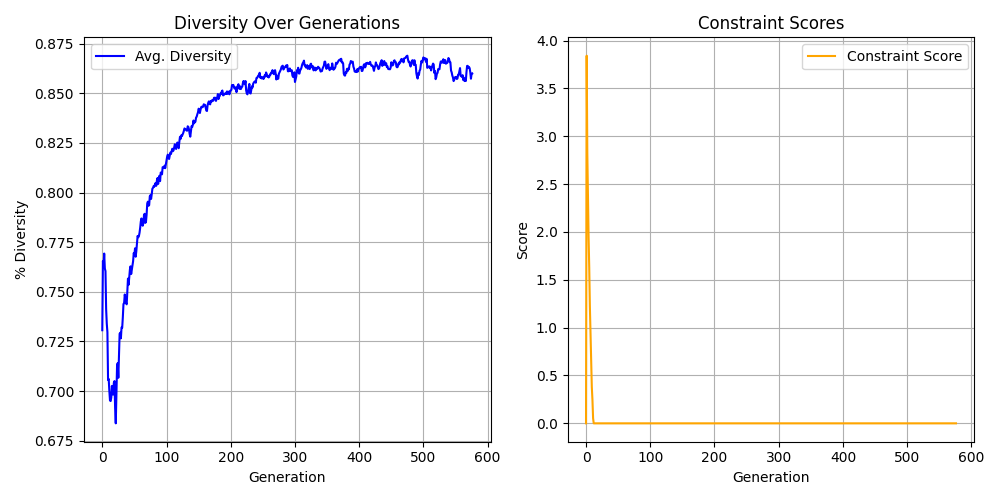 Diversity Over Generations
Avg. Diversity
% Diversity
0.875
0.850
0.825
0.800
0.775
0.750
0.725
0.700
0.675
0 100 200 300 400 500 600
Generation
Constraint Scores
Constraint Score
Score
4.0
3.5
3.0
2.5
2.0
1.5
1.0
0.5
0.0
0 100 200 300 400 500 600
Generation